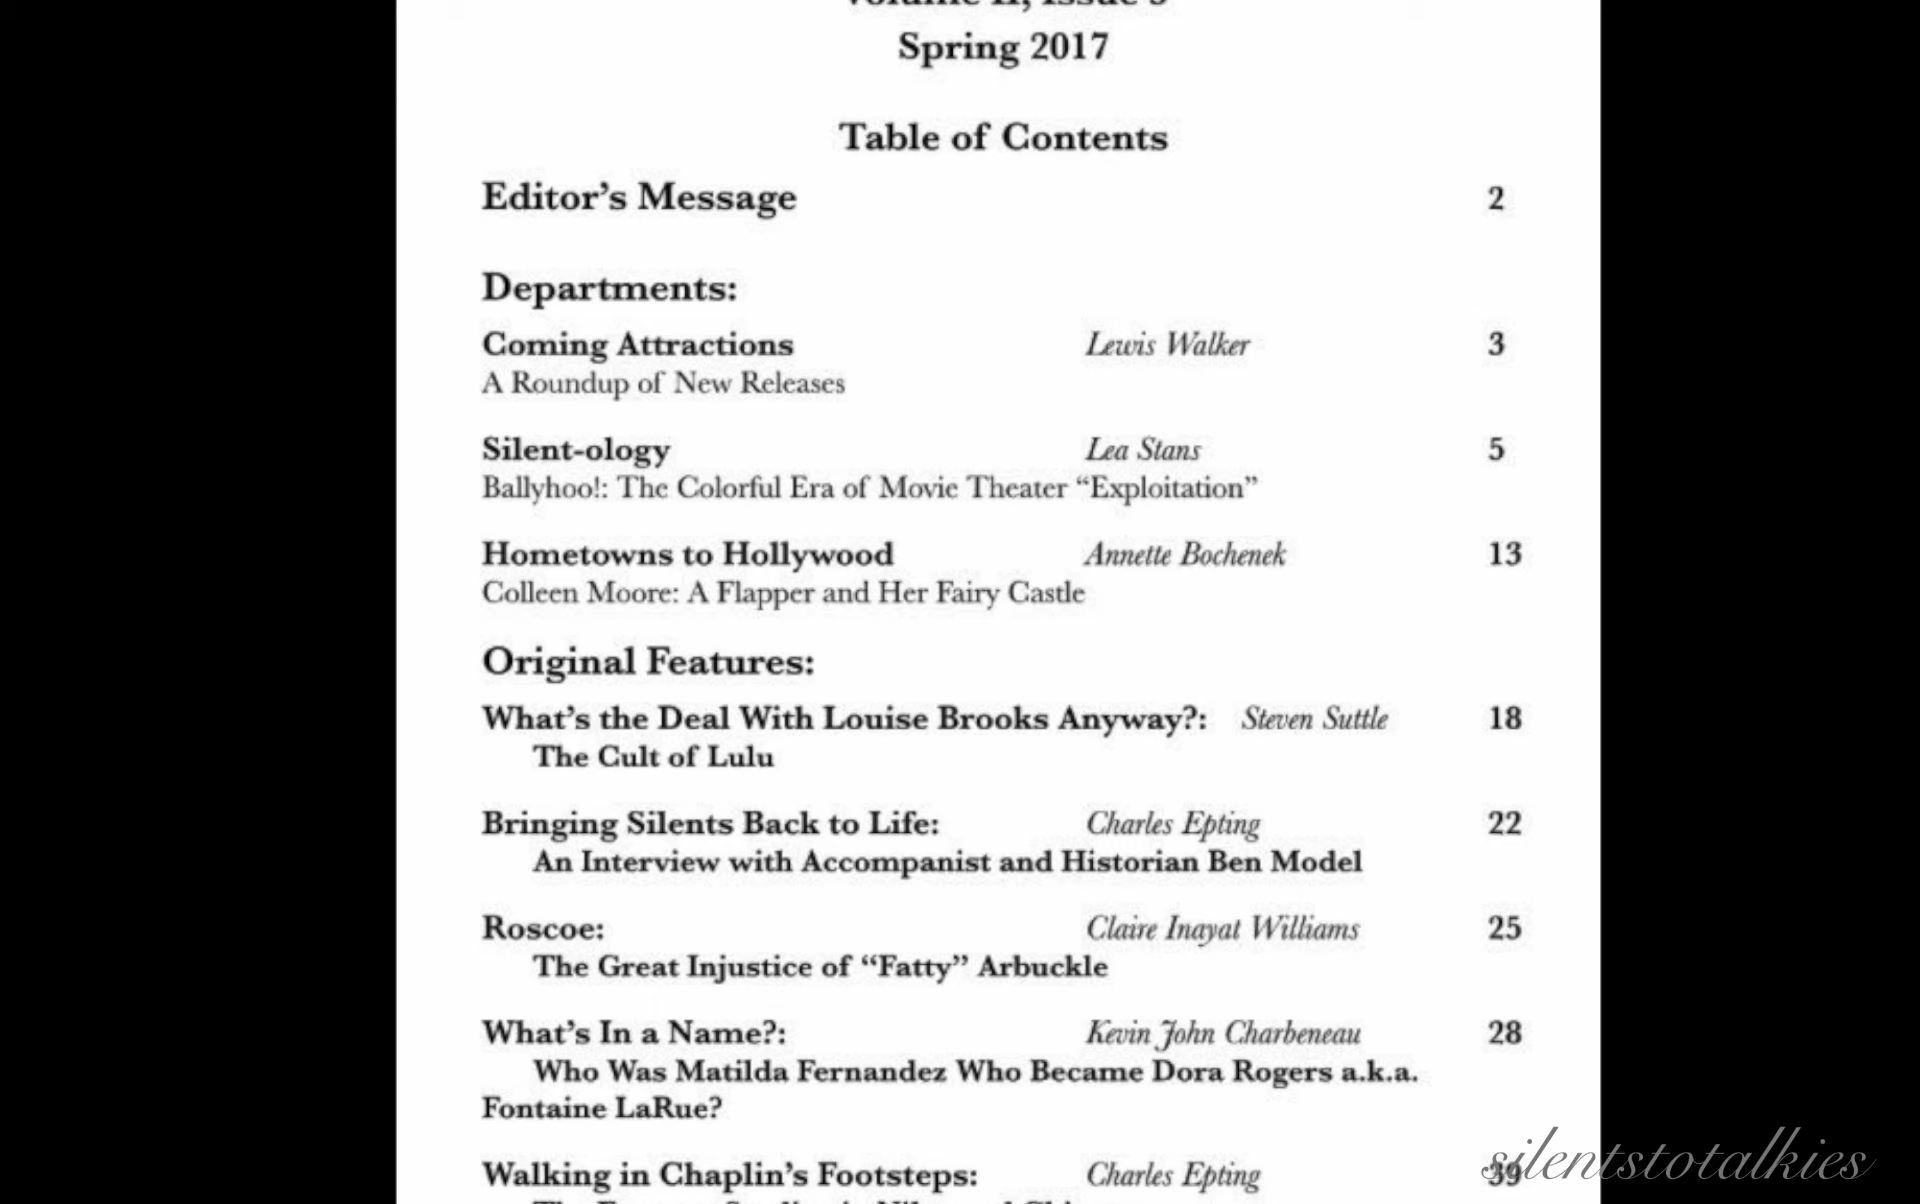 Volume II, Issue 3
Spring 2017
Table of Contents
Editor’s Message 2
Departments:
Coming Attractions Lewis Walker 3
A Roundup of New Releases
Silent-ology Lea Stans 5
Ballyhoo!: The Colorful Era of Movie Theater “Exploitation”
Hometowns to Hollywood Annette Bochenek 13
Colleen Moore: A Flapper and Her Fairy Castle
Original Features:
What’s the Deal With Louise Brooks Anyway?: Steven Suttle 18
The Cult of Lulu
Bringing Silents Back to Life: Charles Epting 22
An Interview with Accompanist and Historian Ben Model
Roscoe: Claire Inayat Williams 25
The Great Injustice of “Fatty” Arbuckle
What’s In a Name?: Kevin John Charbeneau 28
Who Was Matilda Fernandez Who Became Dora Rogers a.k.a.
Fontaine LaRue?
Walking in Chaplin’s Footsteps: Charles Epting 39
silentstotalkies